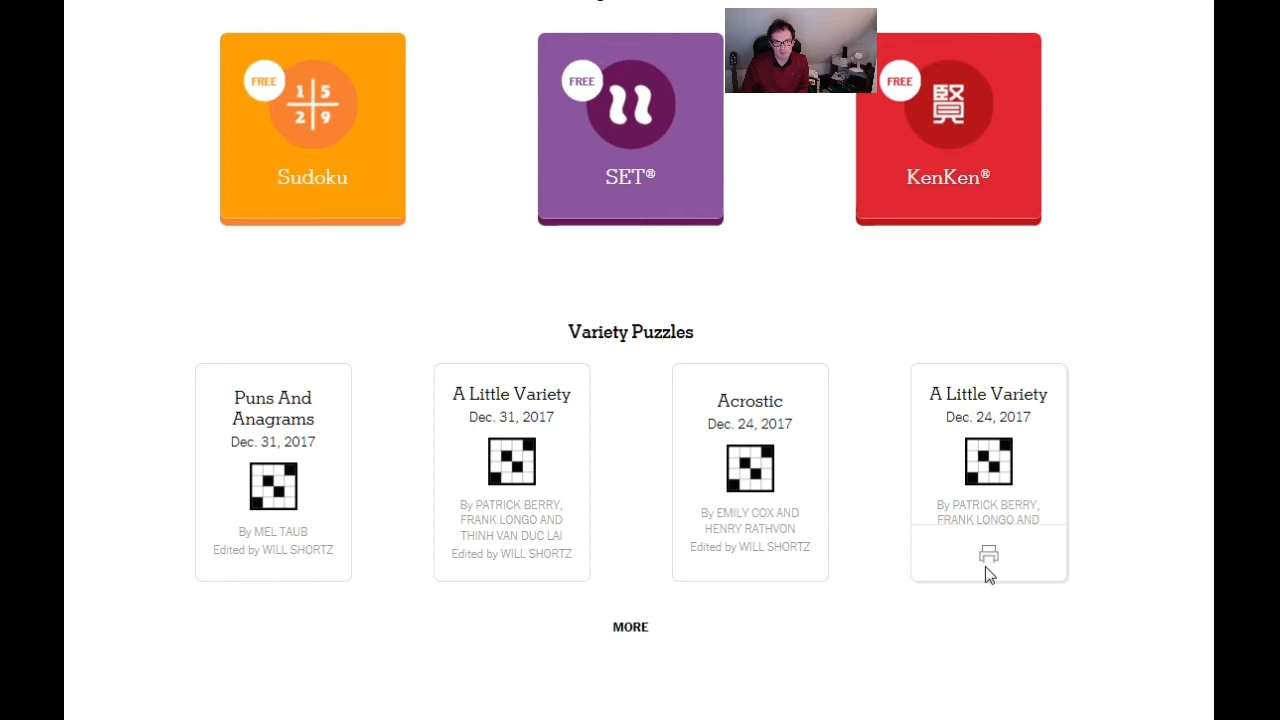 FREE
1 5
2 9
Sudoku
FREE
SET®
FREE
賢
KenKen®
Variety Puzzles
Puns And
Anagrams
Dec. 31, 2017
By MEL TAUB
Edited by WILL SHORTZ
A Little Variety
Dec. 31, 2017
By PATRICK BERRY,
FRANK LONGO AND
THINH VAN DUC LAI
Edited by WILL SHORTZ
Acrostic
Dec. 24, 2017
By EMILY COX AND
HENRY RATHVON
Edited by WILL SHORTZ
A Little Variety
Dec. 24, 2017
By PATRICK BERRY,
FRANK LONGO AND
MORE